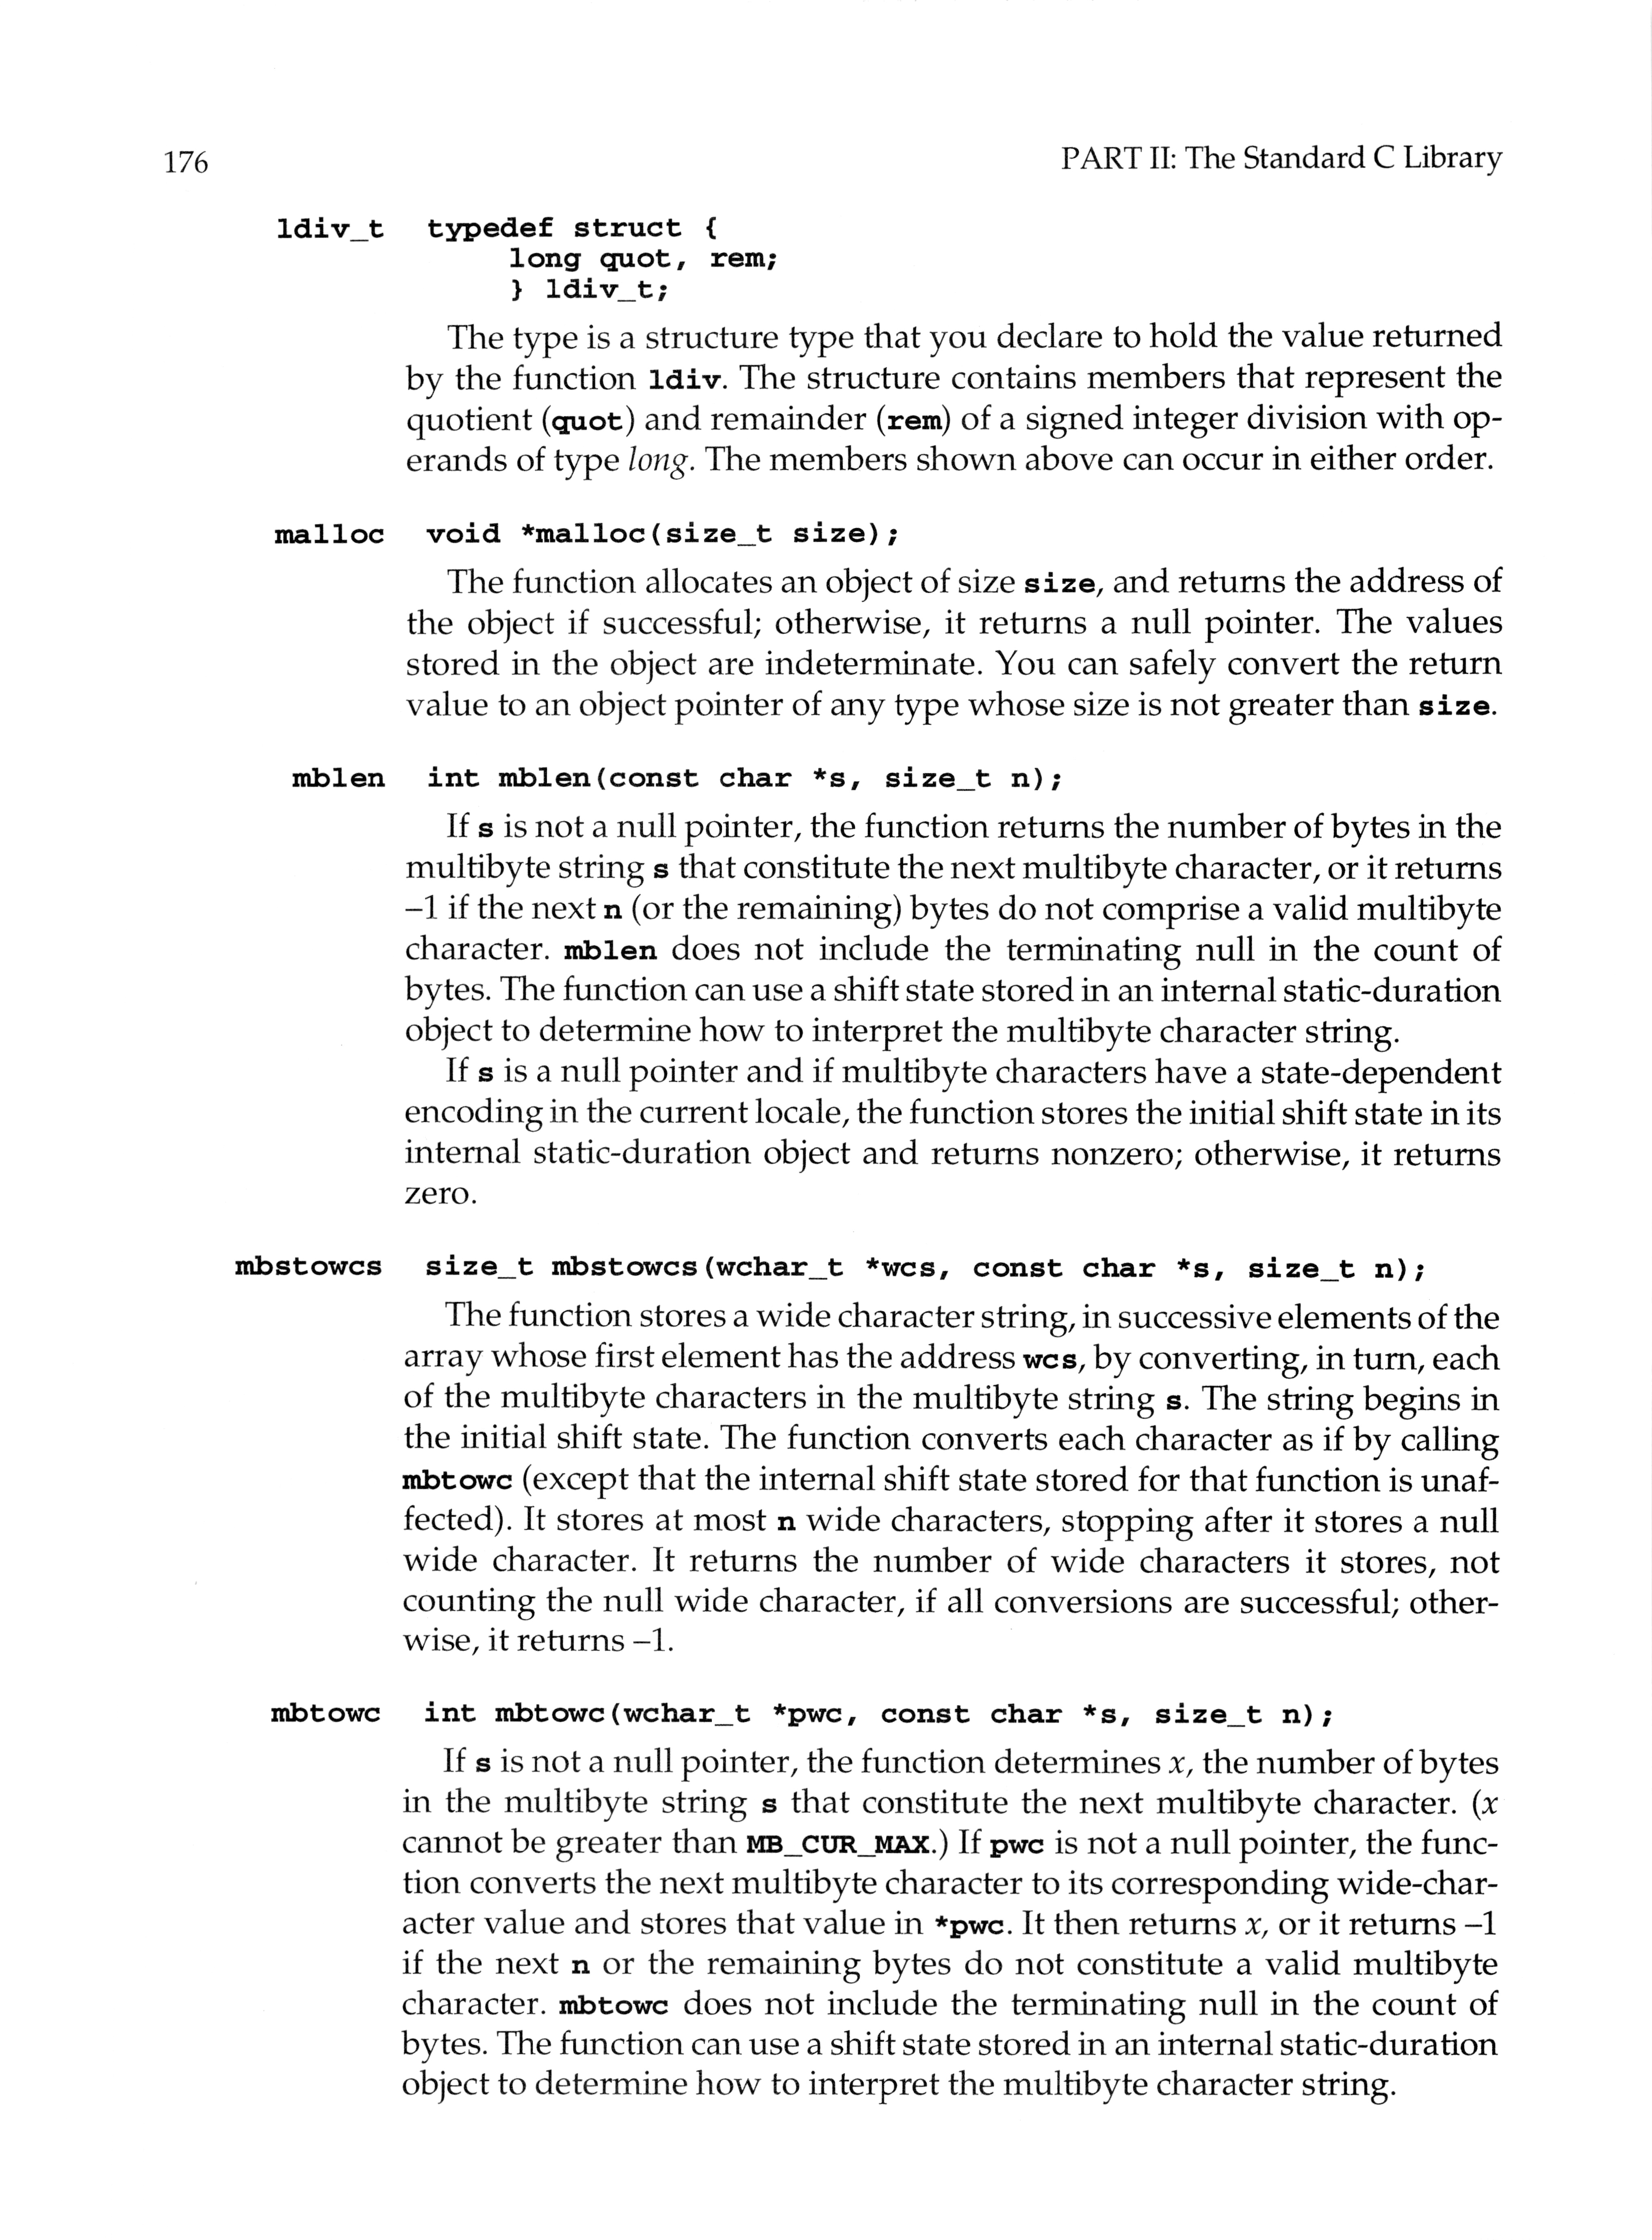 176 PART II: The Standard C Library
ldiv_t typedef struct {
long quot, rem;
} ldiv_t;
The type is a structure type that you declare to hold the value returned
by the function ldiv. The structure contains members that represent the
quotient (quot) and remainder (rem) of a signed integer division with op-
erands of type long. The members shown above can occur in either order.
malloc void *malloc(size_t size);
The function allocates an object of size size, and returns the address of
the object if successful; otherwise, it returns a null pointer. The values
stored in the object are indeterminate. You can safely convert the return
value to an object pointer of any type whose size is not greater than size.
mblen int mblen(const char *s, size_t n);
If s is not a null pointer, the function returns the number of bytes in the
multibyte string s that constitute the next multibyte character, or it returns
–1 if the next n (or the remaining) bytes do not comprise a valid multibyte
character. mblen does not include the terminating null in the count of
bytes. The function can use a shift state stored in an internal static-duration
object to determine how to interpret the multibyte character string.
If s is a null pointer and if multibyte characters have a state-dependent
encoding in the current locale, the function stores the initial shift state in its
internal static-duration object and returns nonzero; otherwise, it returns
zero.
mbstowcs size_t mbstowcs(wchar_t *wcs, const char *s, size_t n);
The function stores a wide character string, in successive elements of the
array whose first element has the address wcs, by converting, in turn, each
of the multibyte characters in the multibyte string s. The string begins in
the initial shift state. The function converts each character as if by calling
mbtowc (except that the internal shift state stored for that function is unaf-
fected). It stores at most n wide characters, stopping after it stores a null
wide character. It returns the number of wide characters it stores, not
counting the null wide character, if all conversions are successful; other-
wise, it returns –1.
mbtowc int mbtowc(wchar_t *pwc, const char *s, size_t n);
If s is not a null pointer, the function determines x, the number of bytes
in the multibyte string s that constitute the next multibyte character. (x
cannot be greater than MB_CUR_MAX.) If pwc is not a null pointer, the func-
tion converts the next multibyte character to its corresponding wide-char-
acter value and stores that value in *pwc. It then returns x, or it returns –1
if the next n or the remaining bytes do not constitute a valid multibyte
character. mbtowc does not include the terminating null in the count of
bytes. The function can use a shift state stored in an internal static-duration
object to determine how to interpret the multibyte character string.